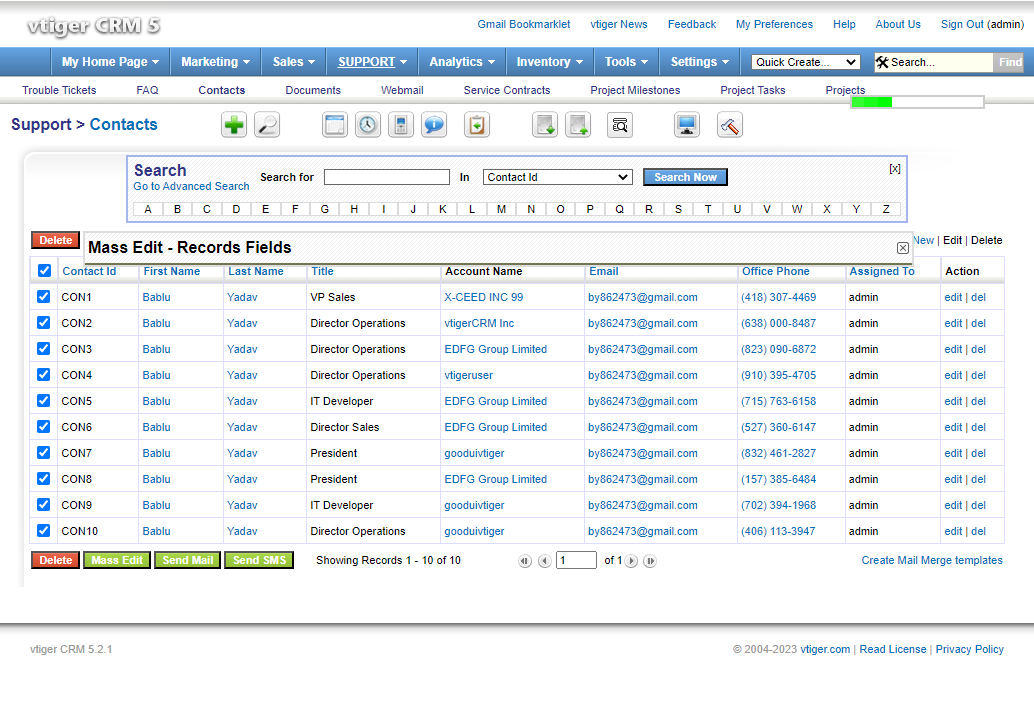 vtiger CRM 5
Gmail Bookmarklet vtiger News Feedback My Preferences Help About Us Sign Out (admin)
My Home Page Marketing Sales SUPPORT Analytics Inventory Tools Settings Quick Create... Search... Find
Trouble Tickets FAQ Contacts Documents Webmail Service Contracts Project Milestones Project Tasks Projects
Support > Contacts
Search
Go to Advanced Search
Search for In Contact Id Search Now [x]
A B C D E F G H I J K L M N O P Q R S T U V W X Y Z
Delete New | Edit | Delete
Mass Edit - Records Fields
Contact Id First Name Last Name Title Account Name Email Office Phone Assigned To Action
CON1 Bablu Yadav VP Sales X-CEED INC 99 by862473@gmail.com (418) 307-4469 admin edit | del
CON2 Bablu Yadav Director Operations vtigerCRM Inc by862473@gmail.com (638) 000-8487 admin edit | del
CON3 Bablu Yadav Director Operations EDFG Group Limited by862473@gmail.com (823) 090-6872 admin edit | del
CON4 Bablu Yadav Director Operations vtigeruser by862473@gmail.com (910) 395-4705 admin edit | del
CON5 Bablu Yadav IT Developer EDFG Group Limited by862473@gmail.com (715) 763-6158 admin edit | del
CON6 Bablu Yadav Director Sales EDFG Group Limited by862473@gmail.com (527) 360-6147 admin edit | del
CON7 Bablu Yadav President gooduivtiger by862473@gmail.com (832) 461-2827 admin edit | del
CON8 Bablu Yadav President EDFG Group Limited by862473@gmail.com (157) 385-6484 admin edit | del
CON9 Bablu Yadav IT Developer gooduivtiger by862473@gmail.com (702) 394-1968 admin edit | del
CON10 Bablu Yadav Director Operations gooduivtiger by862473@gmail.com (406) 113-3947 admin edit | del
Delete Mass Edit Send Mail Send SMS Showing Records 1 - 10 of 10 1 of 1 Create Mail Merge templates
vtiger CRM 5.2.1 © 2004-2023 vtiger.com | Read License | Privacy Policy